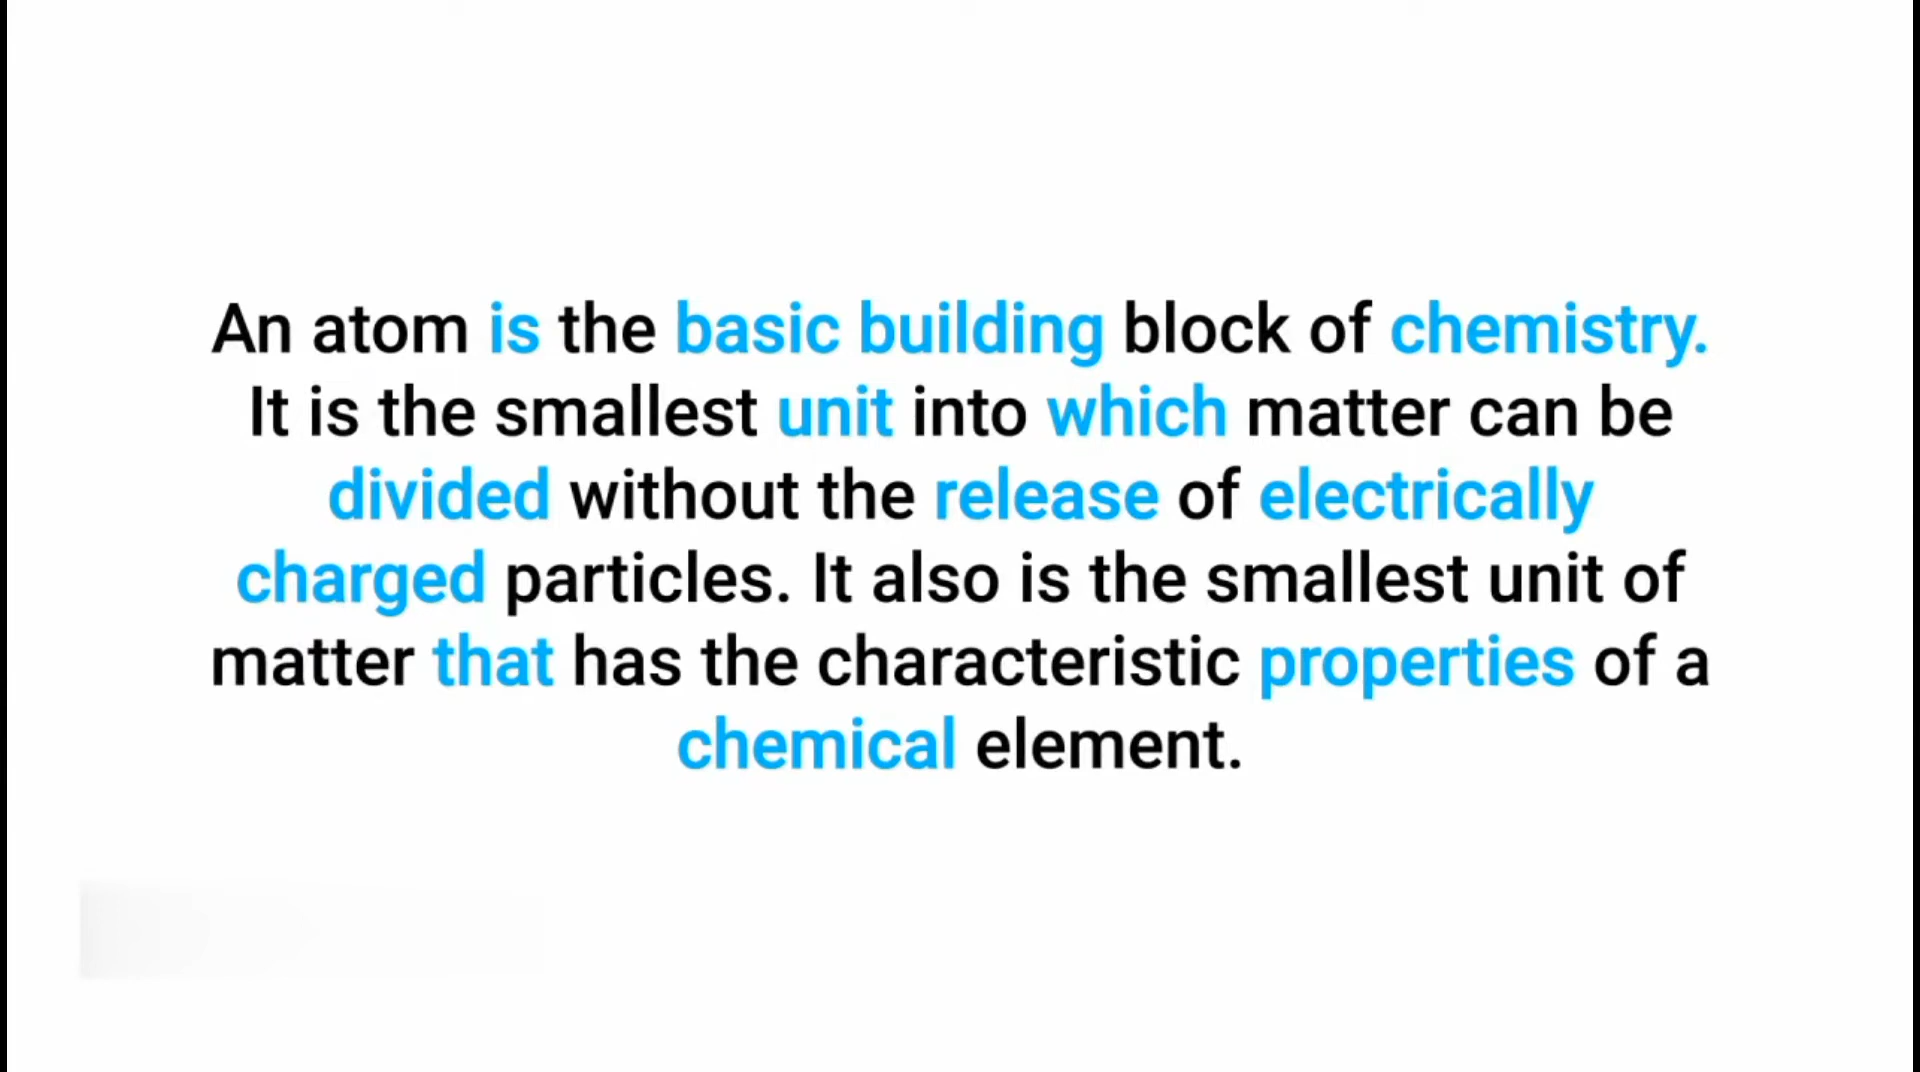 An atom is the basic building block of chemistry.
It is the smallest unit into which matter can be
divided without the release of electrically
charged particles. It also is the smallest unit of
matter that has the characteristic properties of a
chemical element.